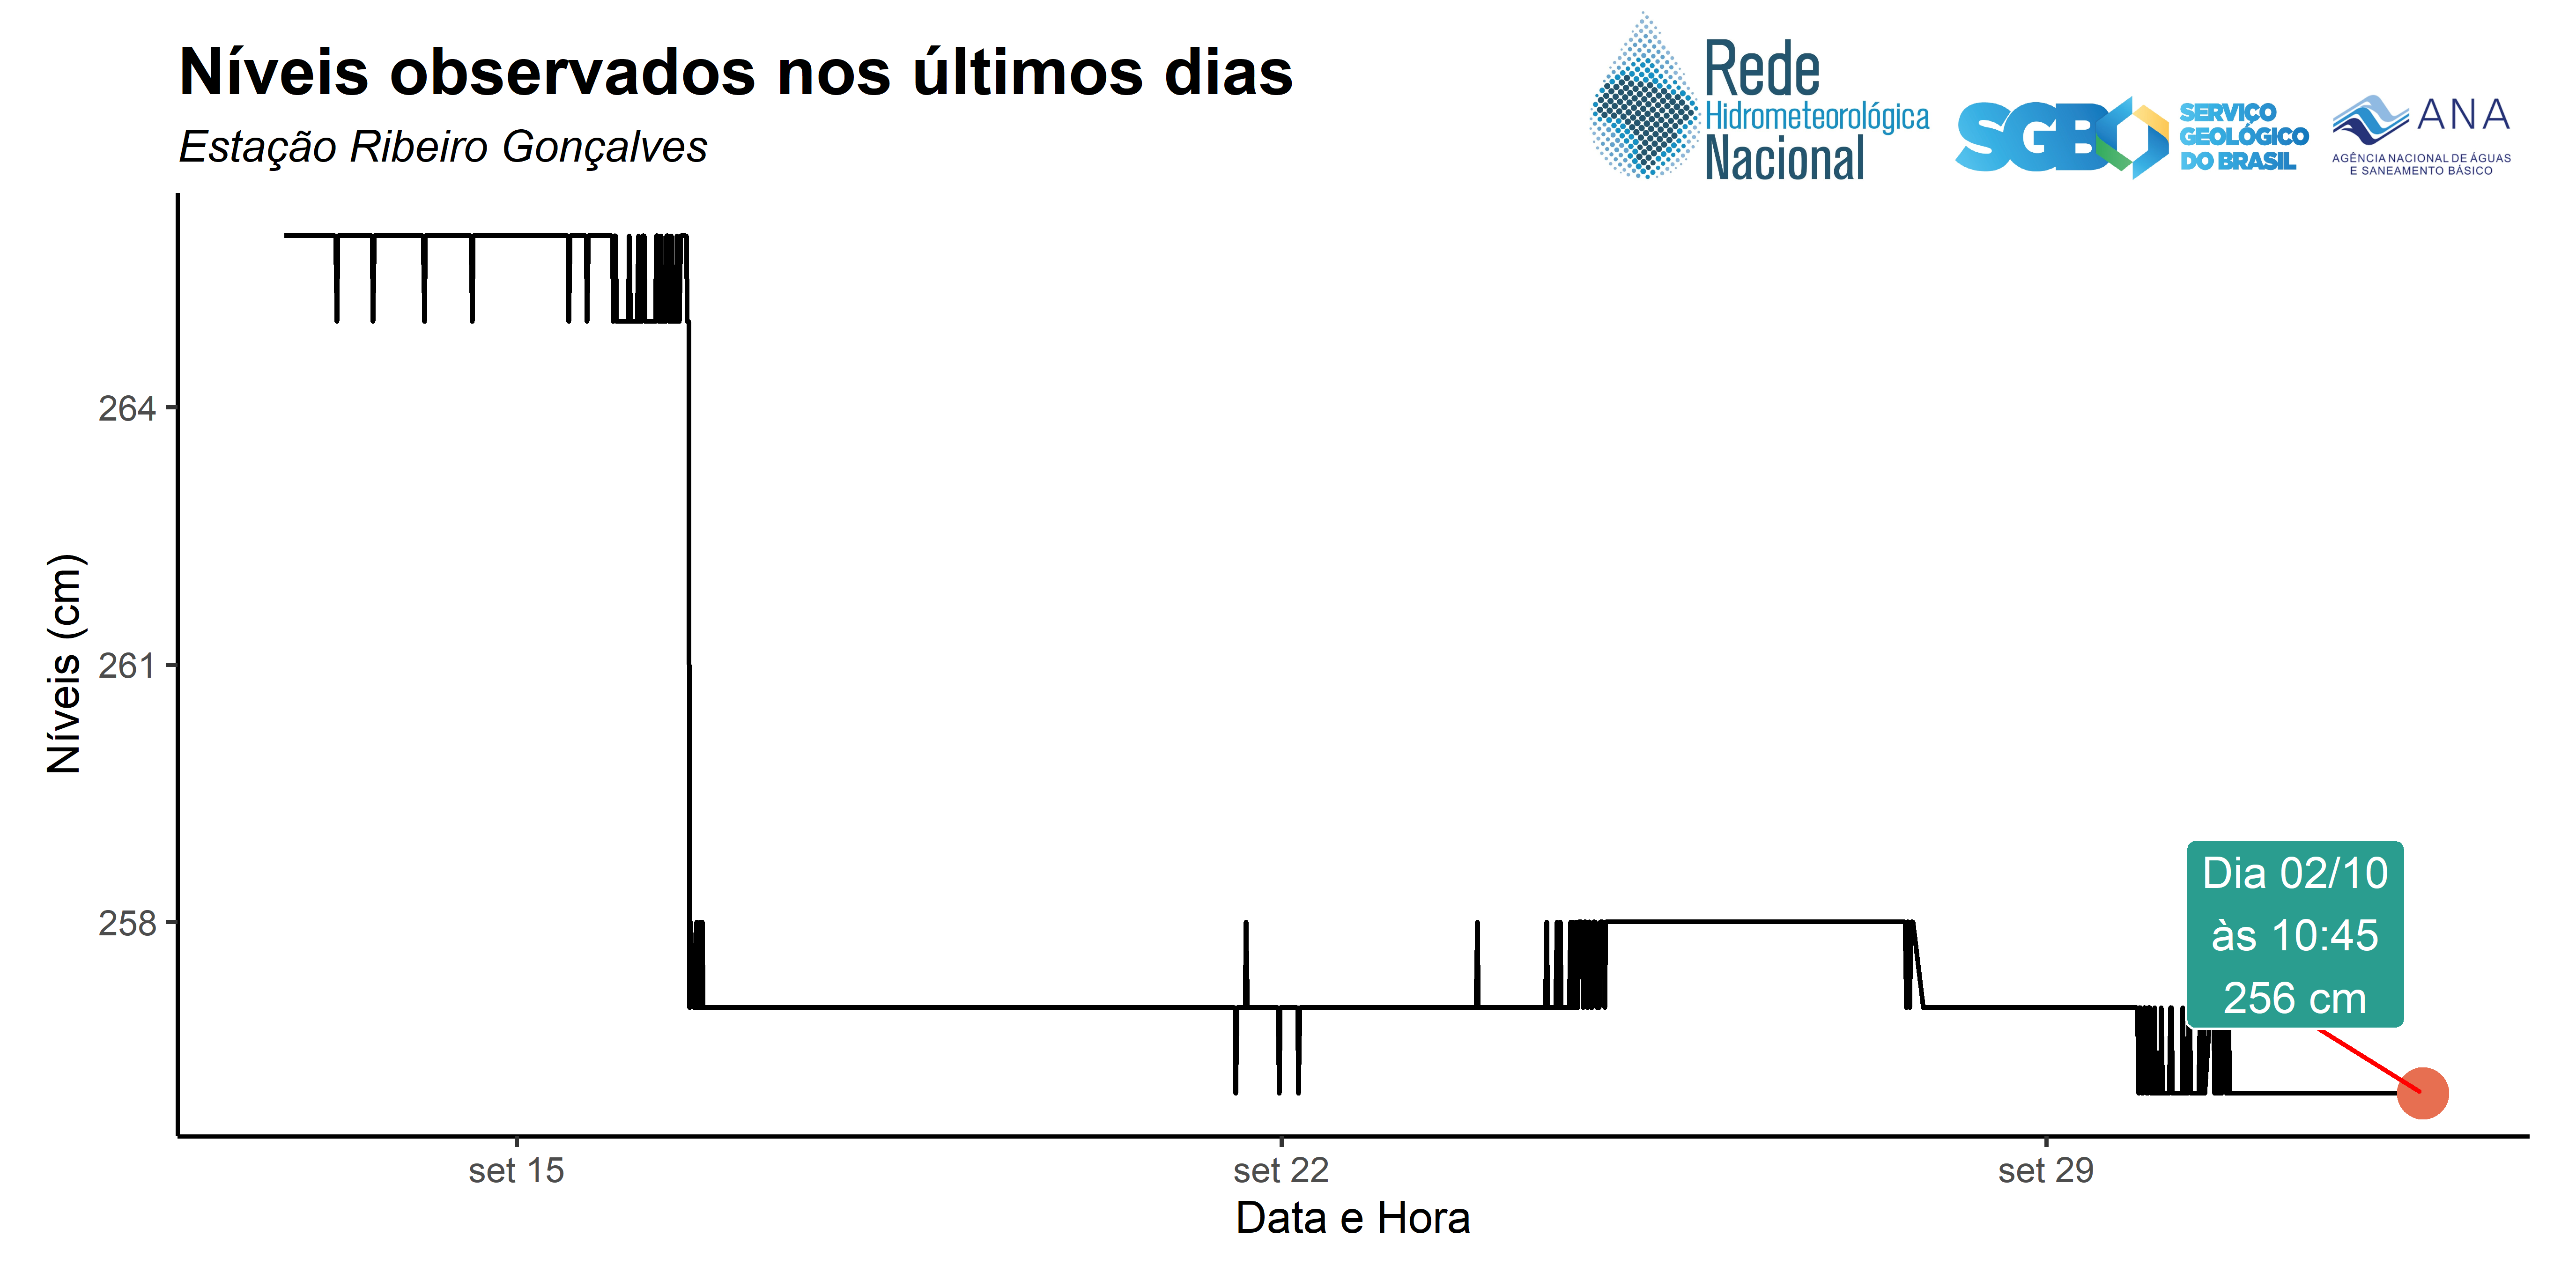 Níveis observados nos últimos dias
Estação Ribeiro Gonçalves
Rede
Hidrometeorológica
Nacional
SGB
SERVIÇO
GEOLÓGICO
DO BRASIL
ANA
AGÊNCIA NACIONAL DE ÁGUAS
E SANEAMENTO BÁSICO
Níveis (cm)
264
261
258
Dia 02/10
às 10:45
256 cm
set 15
set 22
set 29
Data e Hora